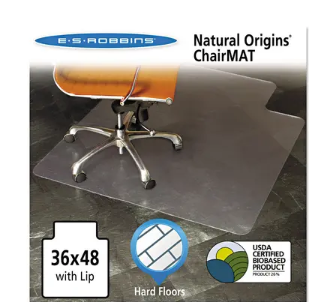 E·S·ROBBINS®
Natural Origins®
ChairMAT
36x48
with Lip
Hard Floors
USDA
CERTIFIED
BIOBASED
PRODUCT